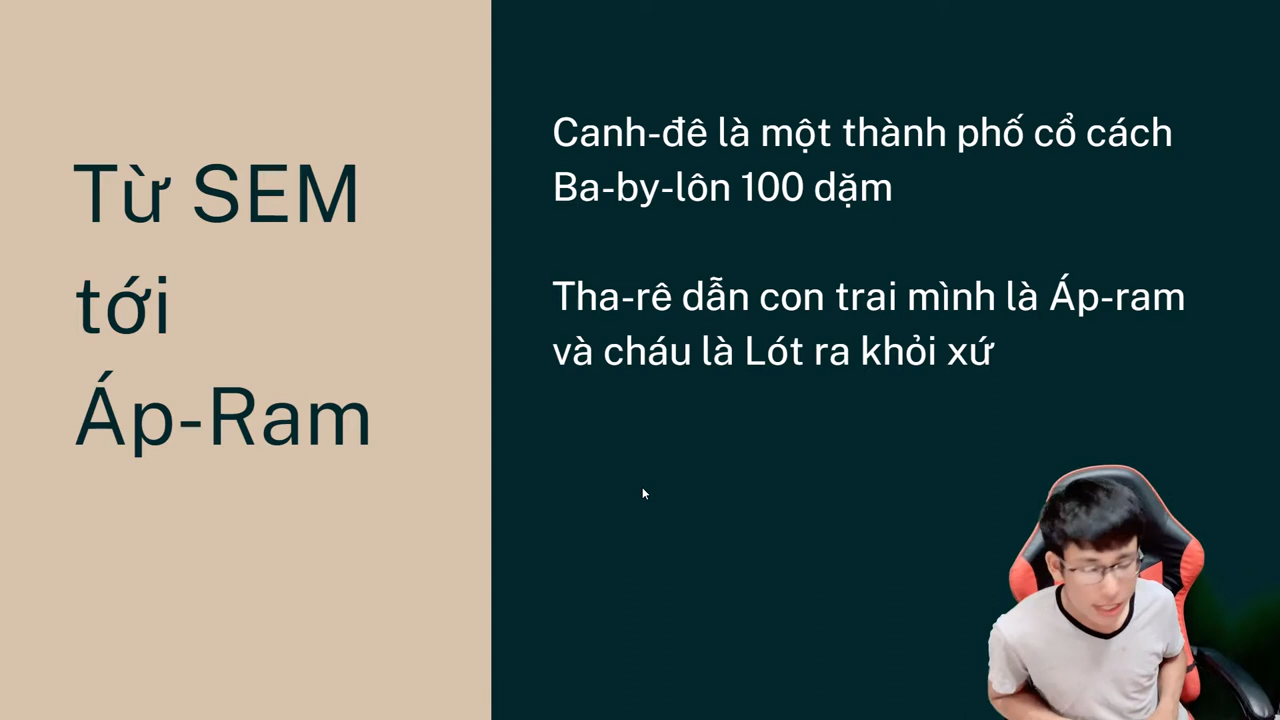 Từ SEM
tới
Áp-Ram
Canh-đê là một thành phố cổ cách
Ba-by-lôn 100 dặm
Tha-rê dẫn con trai mình là Áp-ram
và cháu là Lót ra khỏi xứ